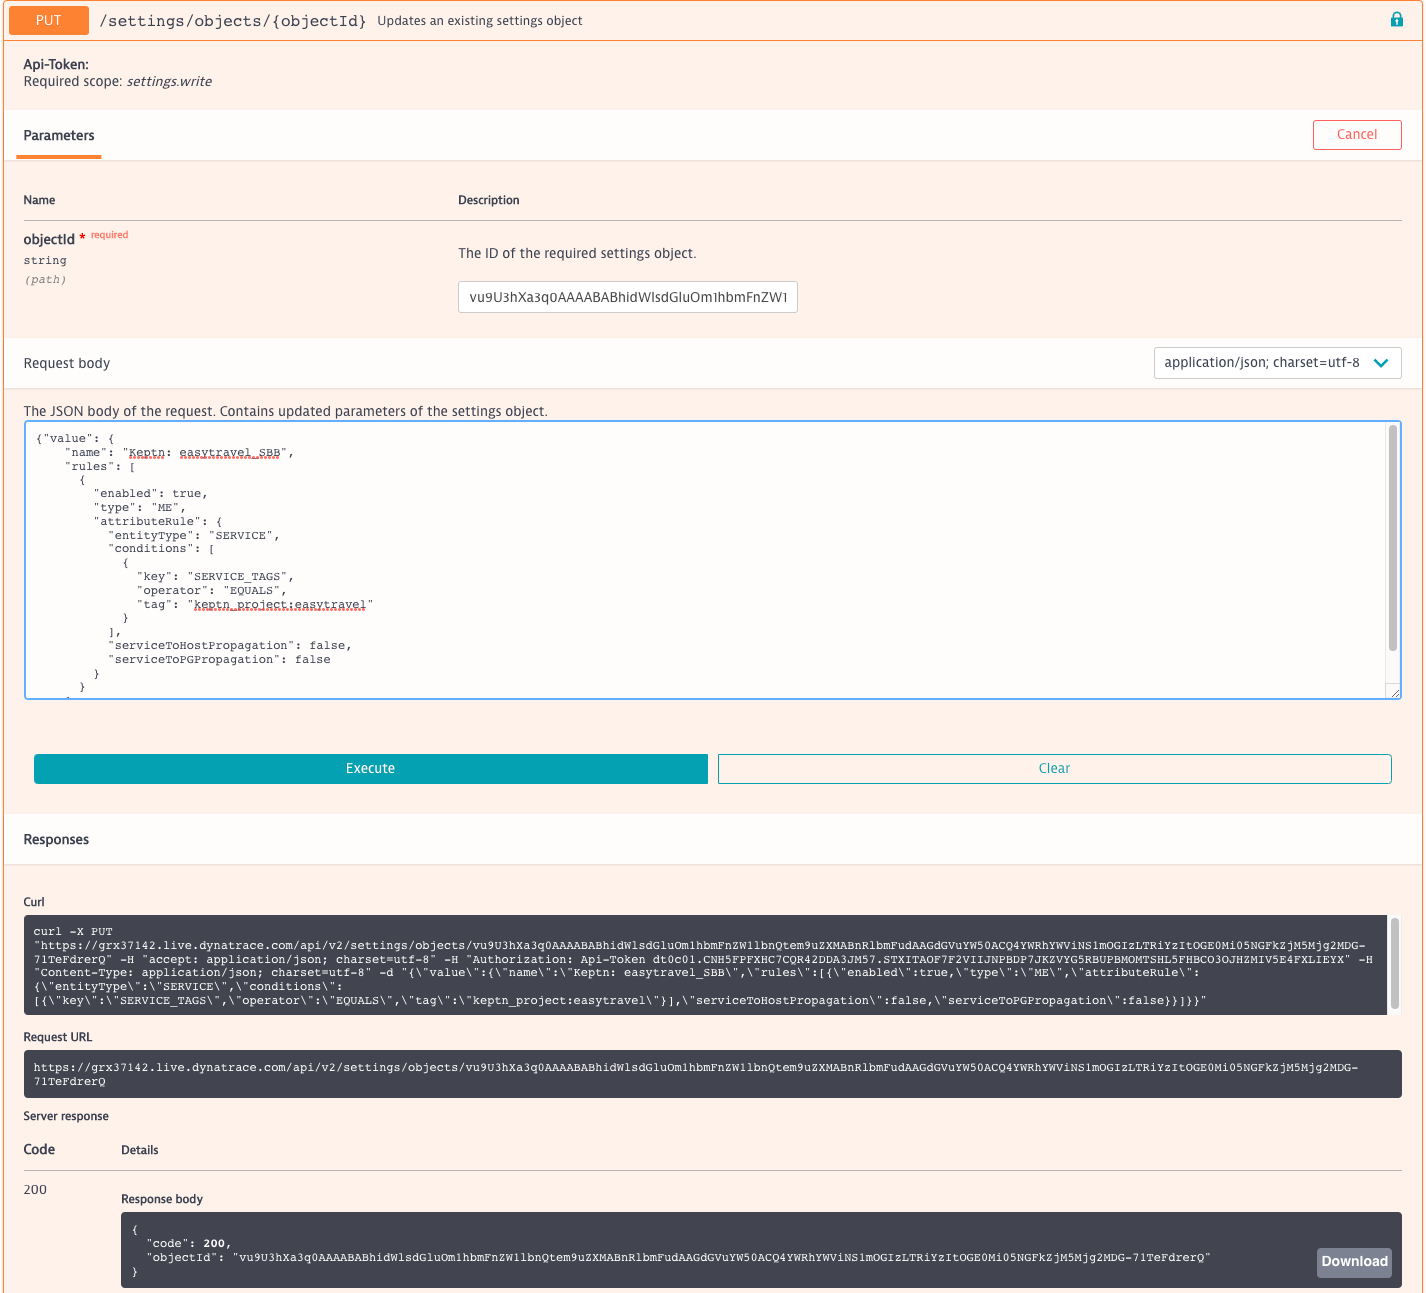 PUT /settings/objects/{objectId} Updates an existing settings object
Api-Token:
Required scope: settings.write
Parameters
Cancel
Name Description
objectId * required
string
(path)
The ID of the required settings object.
vu9U3hXa3q0AAAABABhidWlsdGluOm1hbmFnZW1
Request body
application/json; charset=utf-8
The JSON body of the request. Contains updated parameters of the settings object.
{"value": {
    "name": "Keptn: easytravel_SBB",
    "rules": [
      {
        "enabled": true,
        "type": "ME",
        "attributeRule": {
          "entityType": "SERVICE",
          "conditions": [
            {
              "key": "SERVICE_TAGS",
              "operator": "EQUALS",
              "tag": "keptn_project:easytravel"
            }
          ],
          "serviceToHostPropagation": false,
          "serviceToPGPropagation": false
        }
      }
Execute
Clear
Responses
Curl
curl -X PUT
"https://grx37142.live.dynatrace.com/api/v2/settings/objects/vu9U3hXa3q0AAAABABhidWlsdGluOm1hbmFnZW1lbnQtem9uZXMABnRlbmFudAAGdGVuYW50ACQ4YWRhYWViNS1mOGIzLTRiYzItOGE0Mi05NGFkZjM5Mjg2MDG-
71TeFdrerQ" -H "accept: application/json; charset=utf-8" -H "Authorization: Api-Token dt0c01.CNH5FPFXHC7CQR42DDA3JM57.STXITAOF7F2VIIJNPBDP7JKZVYG5RBUPBMOMTSHL5FHBCO3OJHZMIV5E4FXLIEYX" -H
"Content-Type: application/json; charset=utf-8" -d "{\"value\":{\"name\":\"Keptn: easytravel_SBB\",\"rules\":[{\"enabled\":true,\"type\":\"ME\",\"attributeRule\":
{\"entityType\":\"SERVICE\",\"conditions\":
[{\"key\":\"SERVICE_TAGS\",\"operator\":\"EQUALS\",\"tag\":\"keptn_project:easytravel\"}],\"serviceToHostPropagation\":false,\"serviceToPGPropagation\":false}}]}}"
Request URL
https://grx37142.live.dynatrace.com/api/v2/settings/objects/vu9U3hXa3q0AAAABABhidWlsdGluOm1hbmFnZW1lbnQtem9uZXMABnRlbmFudAAGdGVuYW50ACQ4YWRhYWViNS1mOGIzLTRiYzItOGE0Mi05NGFkZjM5Mjg2MDG-
71TeFdrerQ
Server response
Code Details
200
Response body
{
  "code": 200,
  "objectId": "vu9U3hXa3q0AAAABABhidWlsdGluOm1hbmFnZW1lbnQtem9uZXMABnRlbmFudAAGdGVuYW50ACQ4YWRhYWViNS1mOGIzLTRiYzItOGE0Mi05NGFkZjM5Mjg2MDG-71TeFdrerQ"
}
Download